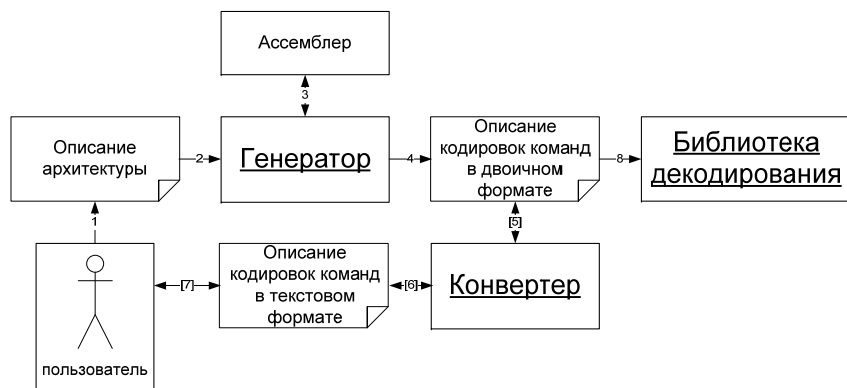 Ассемблер
3
Описание
архитектуры
2
Генератор
4
Описание
кодировок команд
в двоичном
формате
8
Библиотека
декодирования
1
[5]
пользователь
[7]
Описание
кодировок команд
в текстовом
формате
[6]
Конвертер